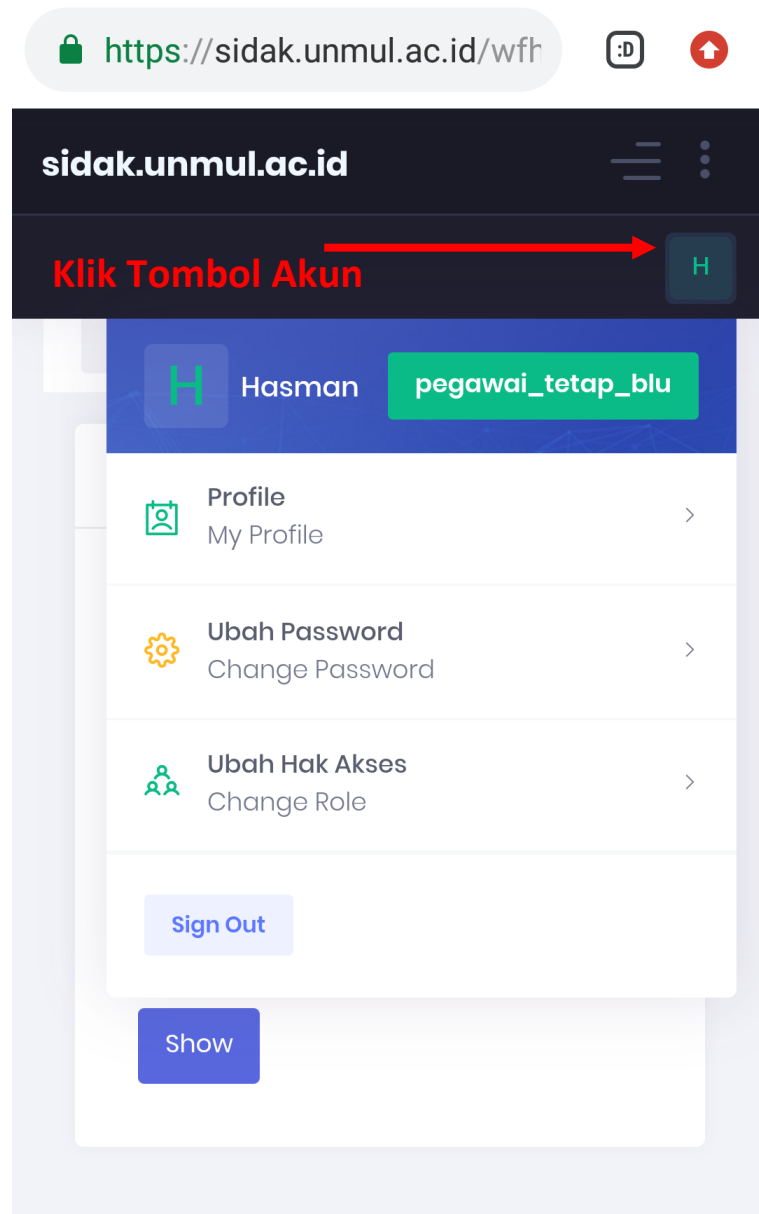 https://sidak.unmul.ac.id/wfh
:D
sidak.unmul.ac.id
Klik Tombol Akun
H
H
Hasman
pegawai_tetap_blu
Profile
My Profile
Ubah Password
Change Password
Ubah Hak Akses
Change Role
Sign Out
Show